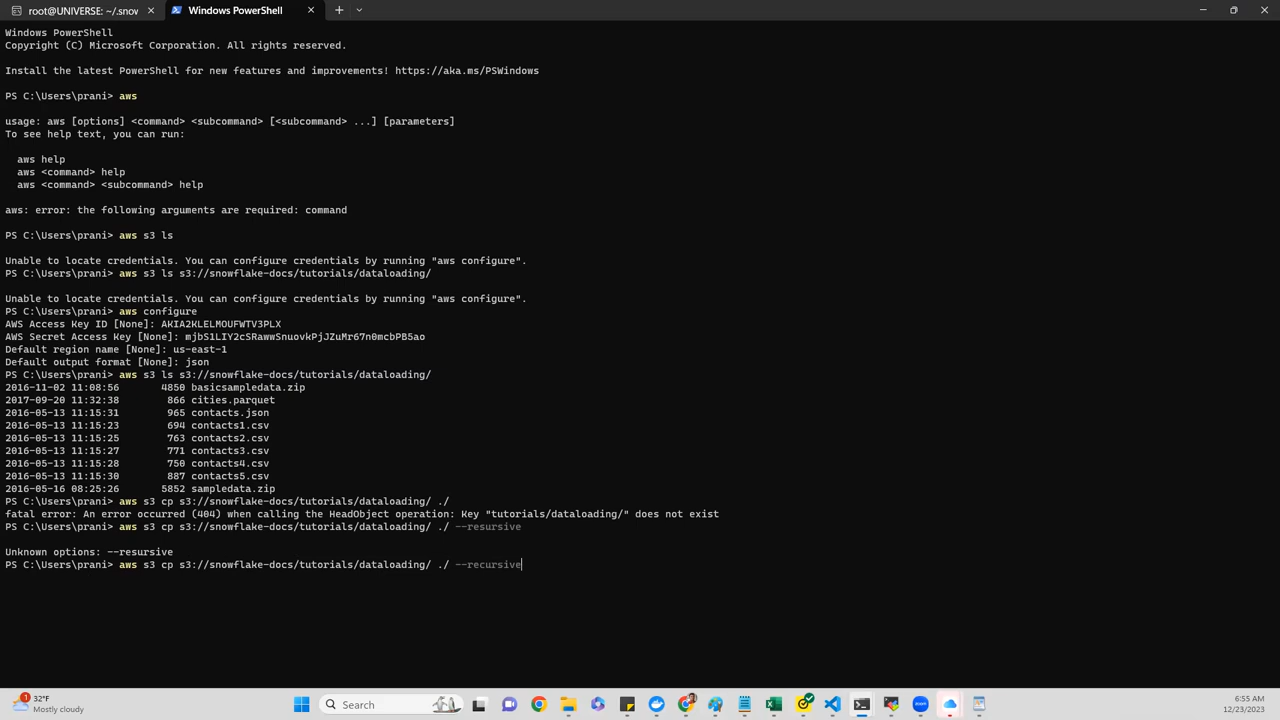 root@UNIVERSE: ~/.snow
Windows PowerShell
Windows PowerShell
Copyright (C) Microsoft Corporation. All rights reserved.
Install the latest PowerShell for new features and improvements! https://aka.ms/PSWindows
PS C:\Users\prani> aws
usage: aws [options] <command> <subcommand> [<subcommand> ...] [parameters]
To see help text, you can run:
aws help
aws <command> help
aws <command> <subcommand> help
aws: error: the following arguments are required: command
PS C:\Users\prani> aws s3 ls
Unable to locate credentials. You can configure credentials by running "aws configure".
PS C:\Users\prani> aws s3 ls s3://snowflake-docs/tutorials/dataloading/
Unable to locate credentials. You can configure credentials by running "aws configure".
PS C:\Users\prani> aws configure
AWS Access Key ID [None]: AKIA2KLELMOUFWTV3PLX
AWS Secret Access Key [None]: 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
Default region name [None]: us-east-1
Default output format [None]: json
PS C:\Users\prani> aws s3 ls s3://snowflake-docs/tutorials/dataloading/
2016-11-02 11:08:56 4850 basicsampledata.zip
2017-09-20 11:32:38 866 cities.parquet
2016-05-13 11:15:31 965 contacts.json
2016-05-13 11:15:23 694 contacts1.csv
2016-05-13 11:15:25 763 contacts2.csv
2016-05-13 11:15:27 771 contacts3.csv
2016-05-13 11:15:28 750 contacts4.csv
2016-05-13 11:15:30 887 contacts5.csv
2016-05-16 08:25:26 5852 sampledata.zip
PS C:\Users\prani> aws s3 cp s3://snowflake-docs/tutorials/dataloading/ ./
fatal error: An error occurred (404) when calling the HeadObject operation: Key "tutorials/dataloading/" does not exist
PS C:\Users\prani> aws s3 cp s3://snowflake-docs/tutorials/dataloading/ ./ --resursive
Unknown options: --resursive
PS C:\Users\prani> aws s3 cp s3://snowflake-docs/tutorials/dataloading/ ./ --recursive
1
32°F
Mostly cloudy
Search
6:55 AM
12/23/2023